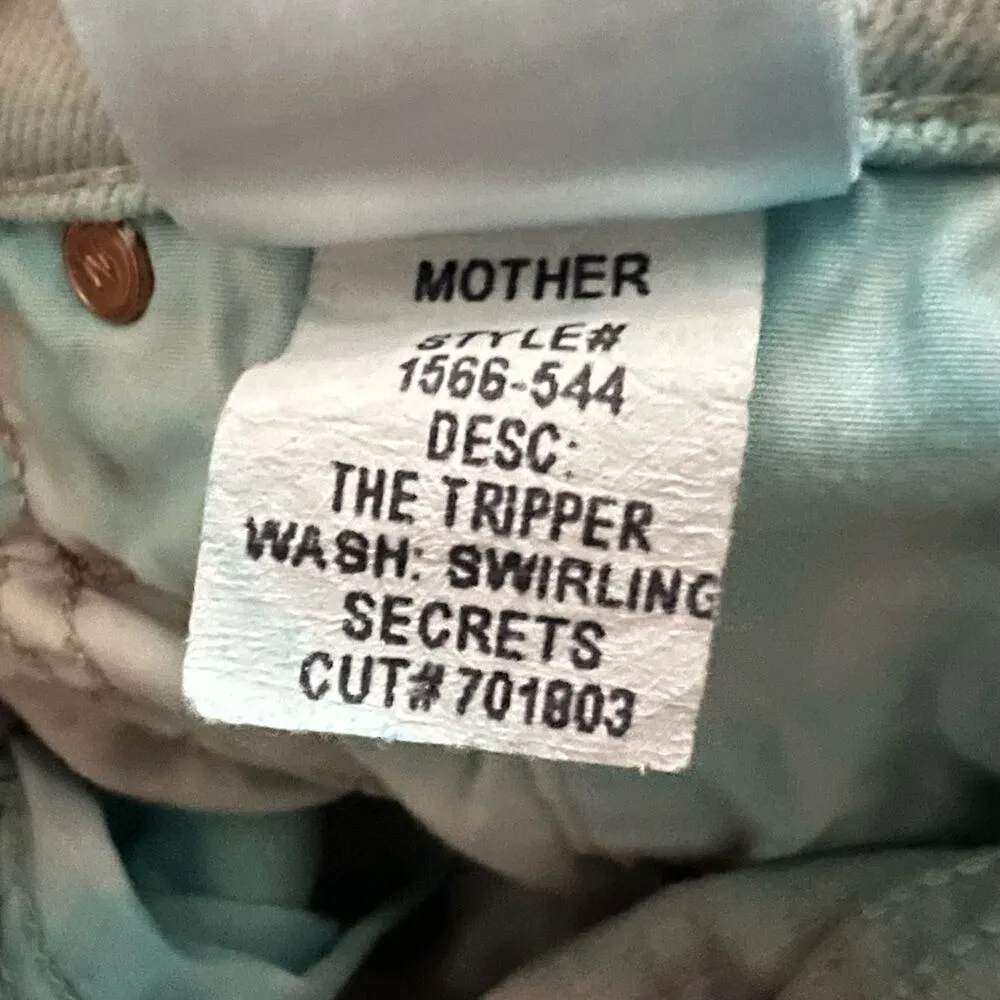 MOTHER
STYLE#
1566-544
DESC:
THE TRIPPER
WASH: SWIRLING
SECRETS
CUT#701803